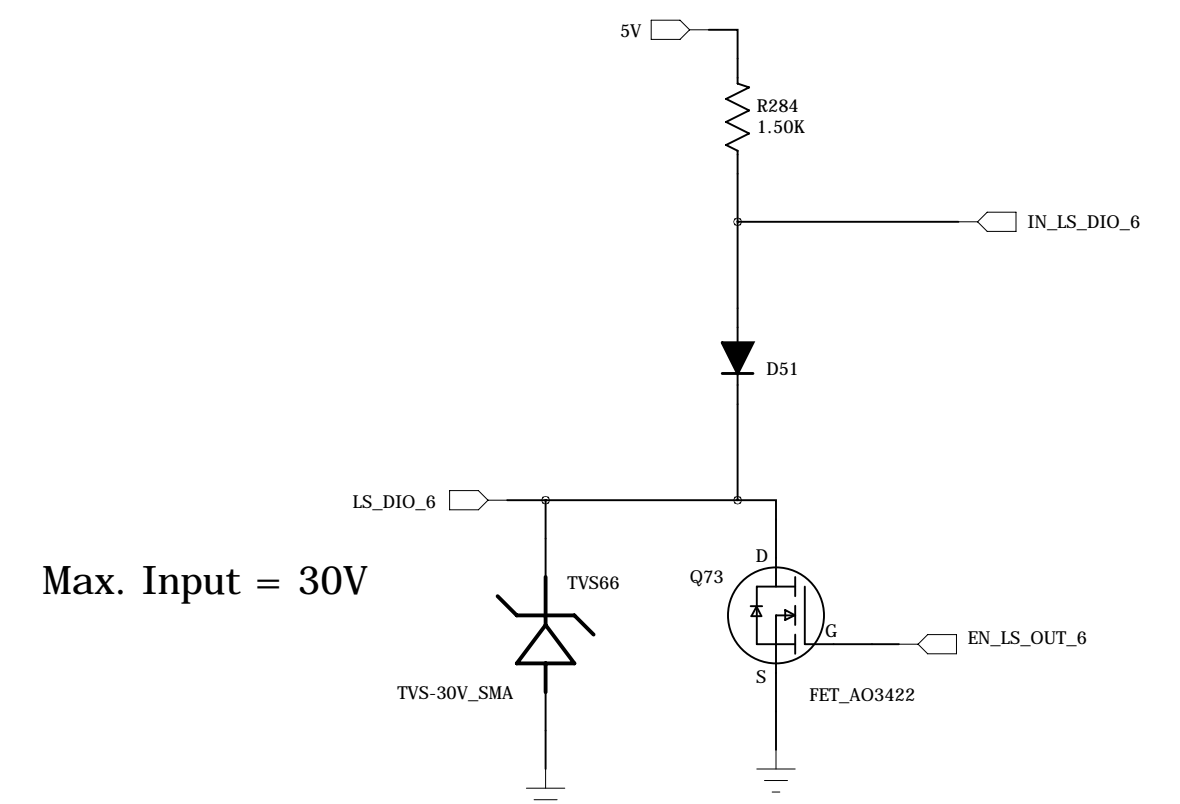 5V
R284
1.50K
IN_LS_DIO_6
D51
LS_DIO_6
Max. Input = 30V
D
Q73
TVS66
G
EN_LS_OUT_6
S
TVS-30V_SMA
FET_AO3422